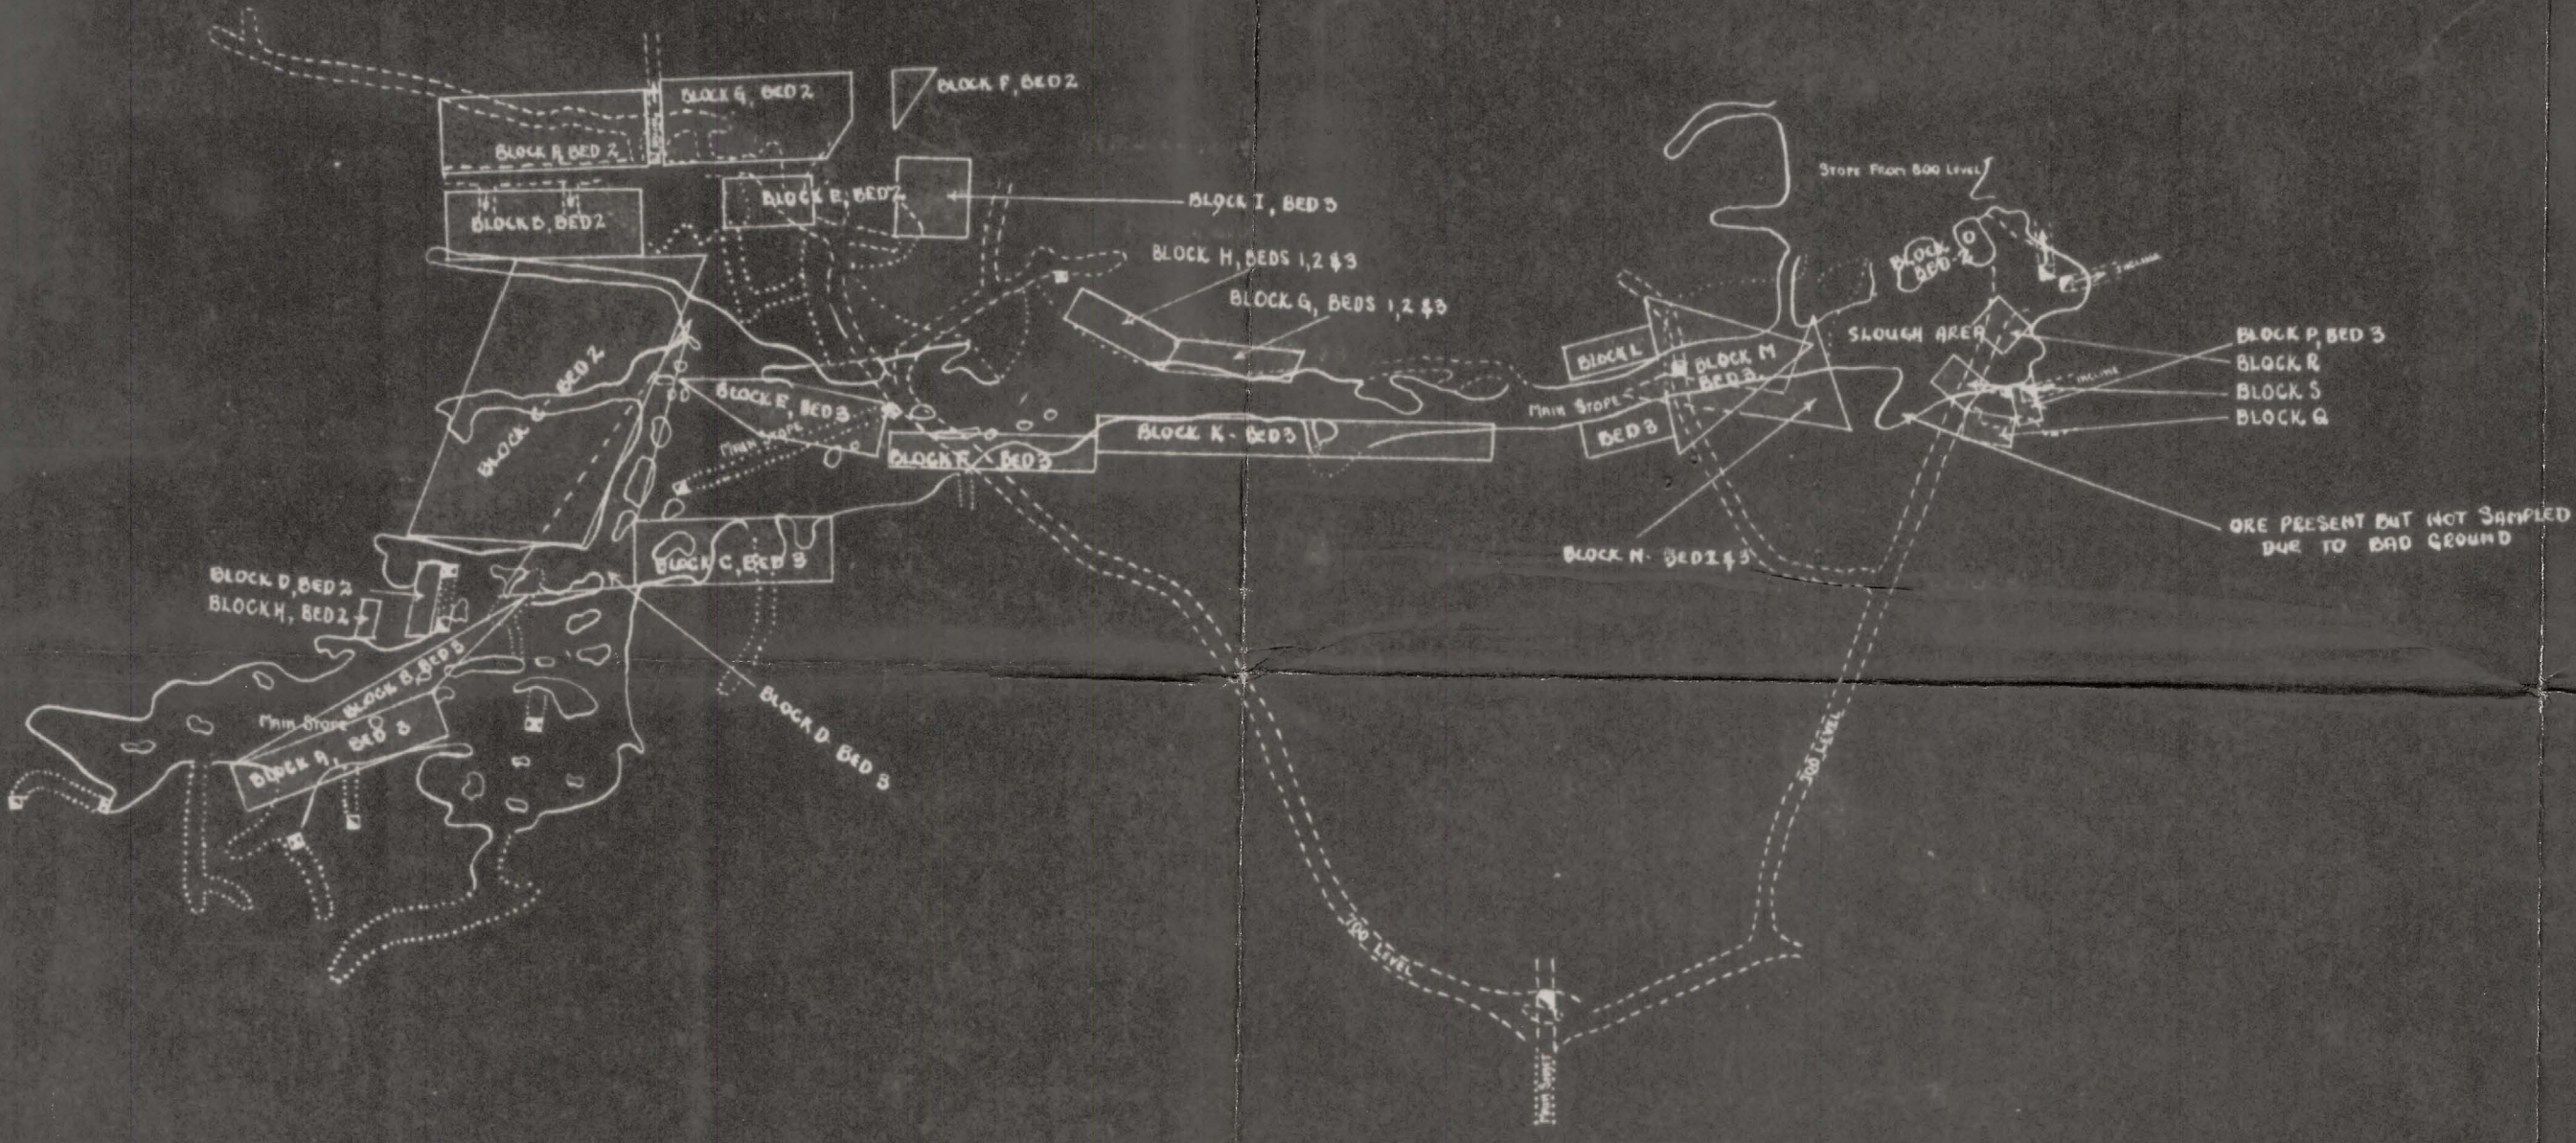 BLOCK G, BED 2
BLOCK F, BED 2
BLOCK A, BED 2
BLOCK B, BED 2
BLOCK E, BED 2
BLOCK I, BED 3
BLOCK H, BEDS 1,2 & 3
BLOCK G, BEDS 1,2 & 3
STOPE FROM 800 LEVEL
BLOCK O
BED 2
INCLINE
SLOUGH AREA
BLOCK P, BED 3
BLOCK R
BLOCK S
BLOCK Q
INCLINE
BLOCK L
BED 3
BLOCK M
BED 3
MAIN STOPE
BLOCK C, BED 2
BLOCK E, BED 3
MAIN STOPE
BLOCK F, BED 3
BLOCK K - BED 3
ORE PRESENT BUT NOT SAMPLED
DUE TO BAD GROUND
BLOCK N - BED 2 & 3
BLOCK C, BED 3
BLOCK D, BED 2
BLOCK H, BED 2
BLOCK B, BED 3
MAIN STOPE
BLOCK A, BED 3
BLOCK D - BED 3
700 LEVEL
700 LEVEL
MAIN SHAFT